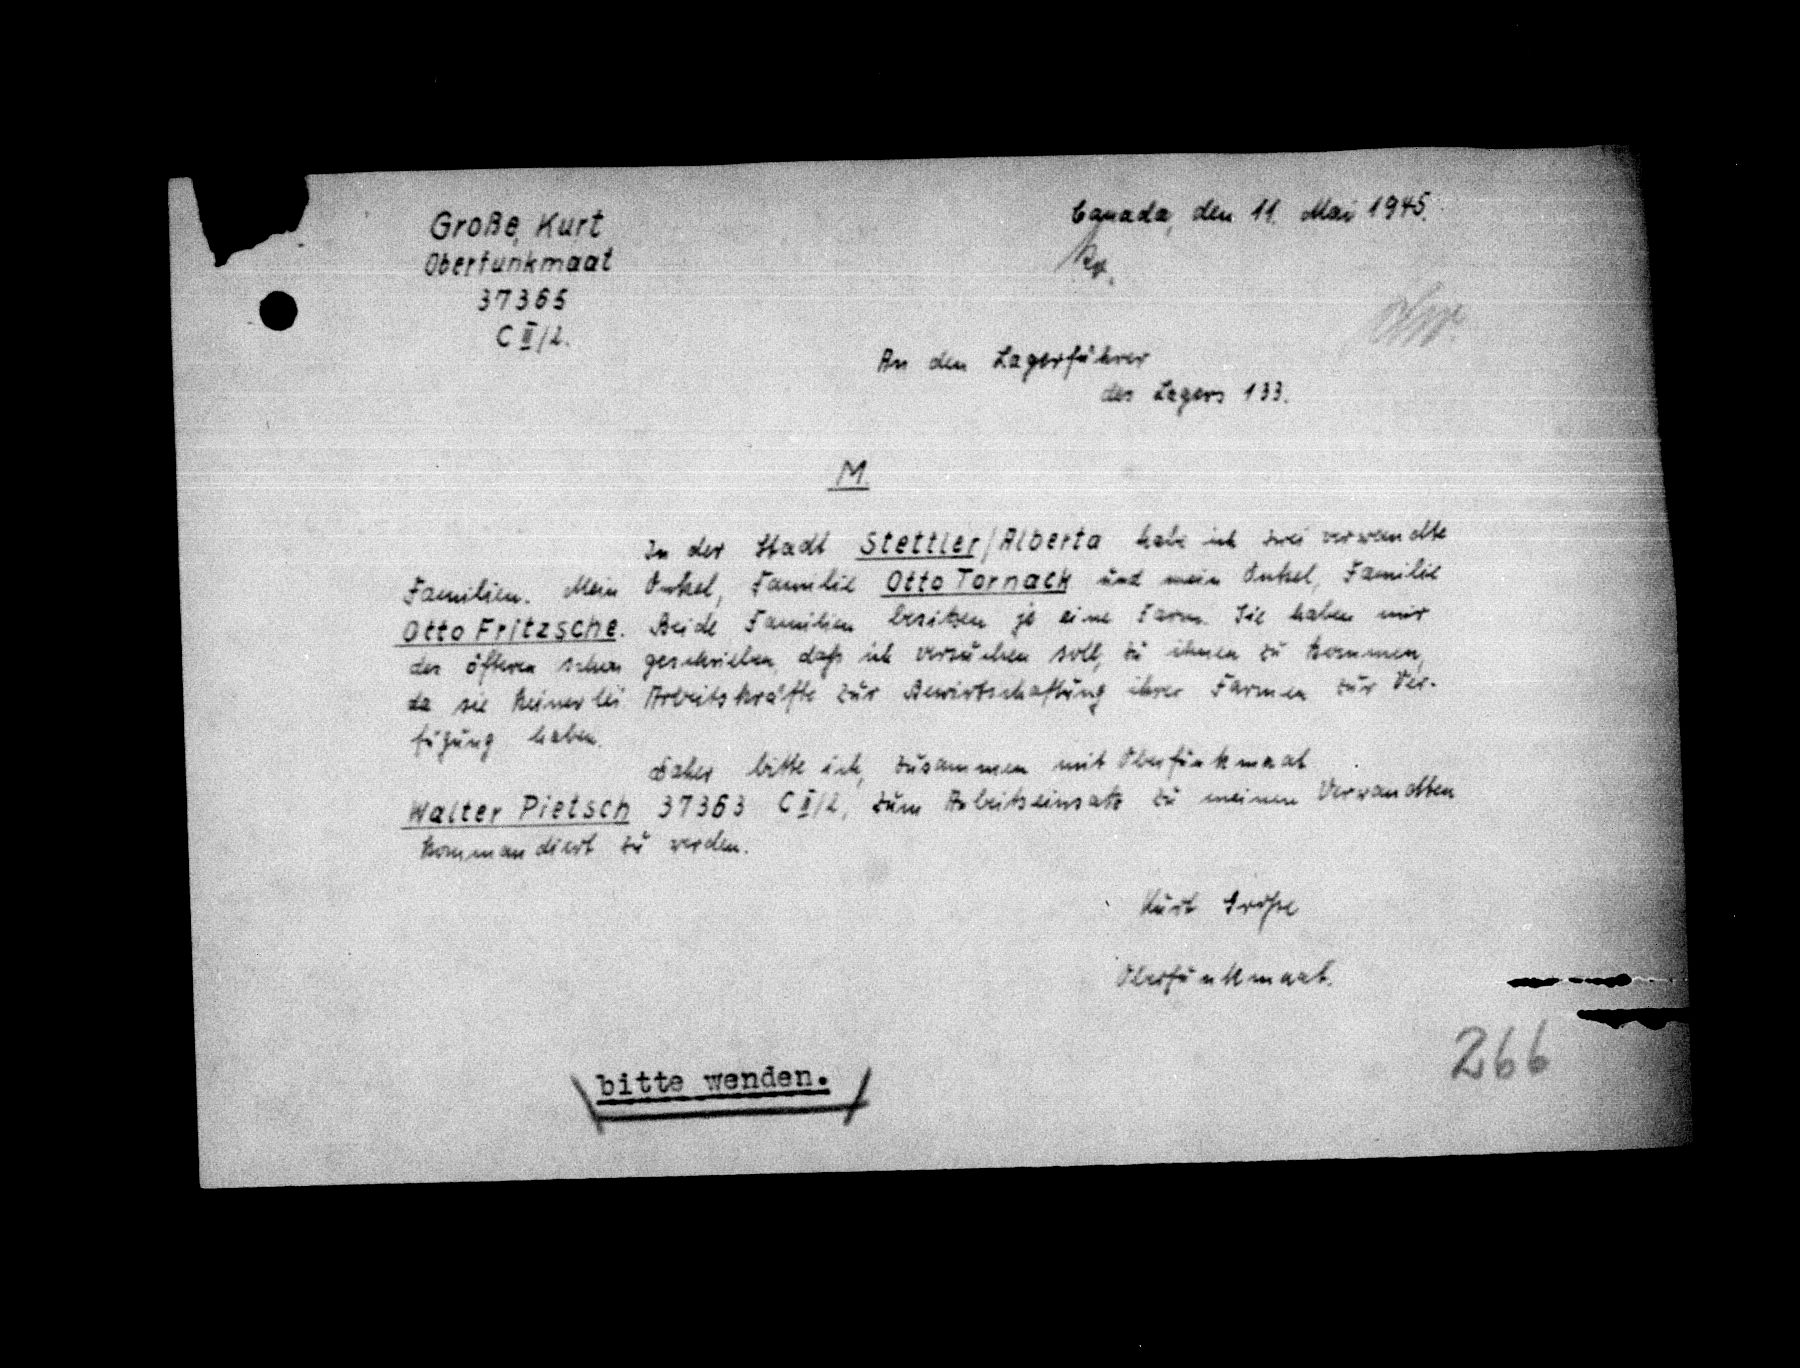 Große, Kurt
Oberfunkmaat
37365
C II/2.
Canada, den 11. Mai 1945.
An den Lagerführer
des Lagers 133.
M.
In der Stadt Stettler/Alberta habe ich zwei verwandte
Familien. Mein Onkel, Familie Otto Tornack und mein Onkel, Familie
Otto Fritzsche. Beide Familien besitzen je eine Farm. Sie haben mir
des öfteren schon geschrieben, daß ich versuchen soll, zu ihnen zu kommen,
da sie keinerlei Arbeitskräfte zur Bewirtschaftung ihrer Farmen zur Ver-
fügung haben.
Daher bitte ich, zusammen mit Oberfunkmaat
Walter Pietsch 37363 C II/2, zum Arbeitseinsatz zu meinen Verwandten
kommandiert zu werden.
Kurt Große
Oberfunkmaat.
266
bitte wenden.